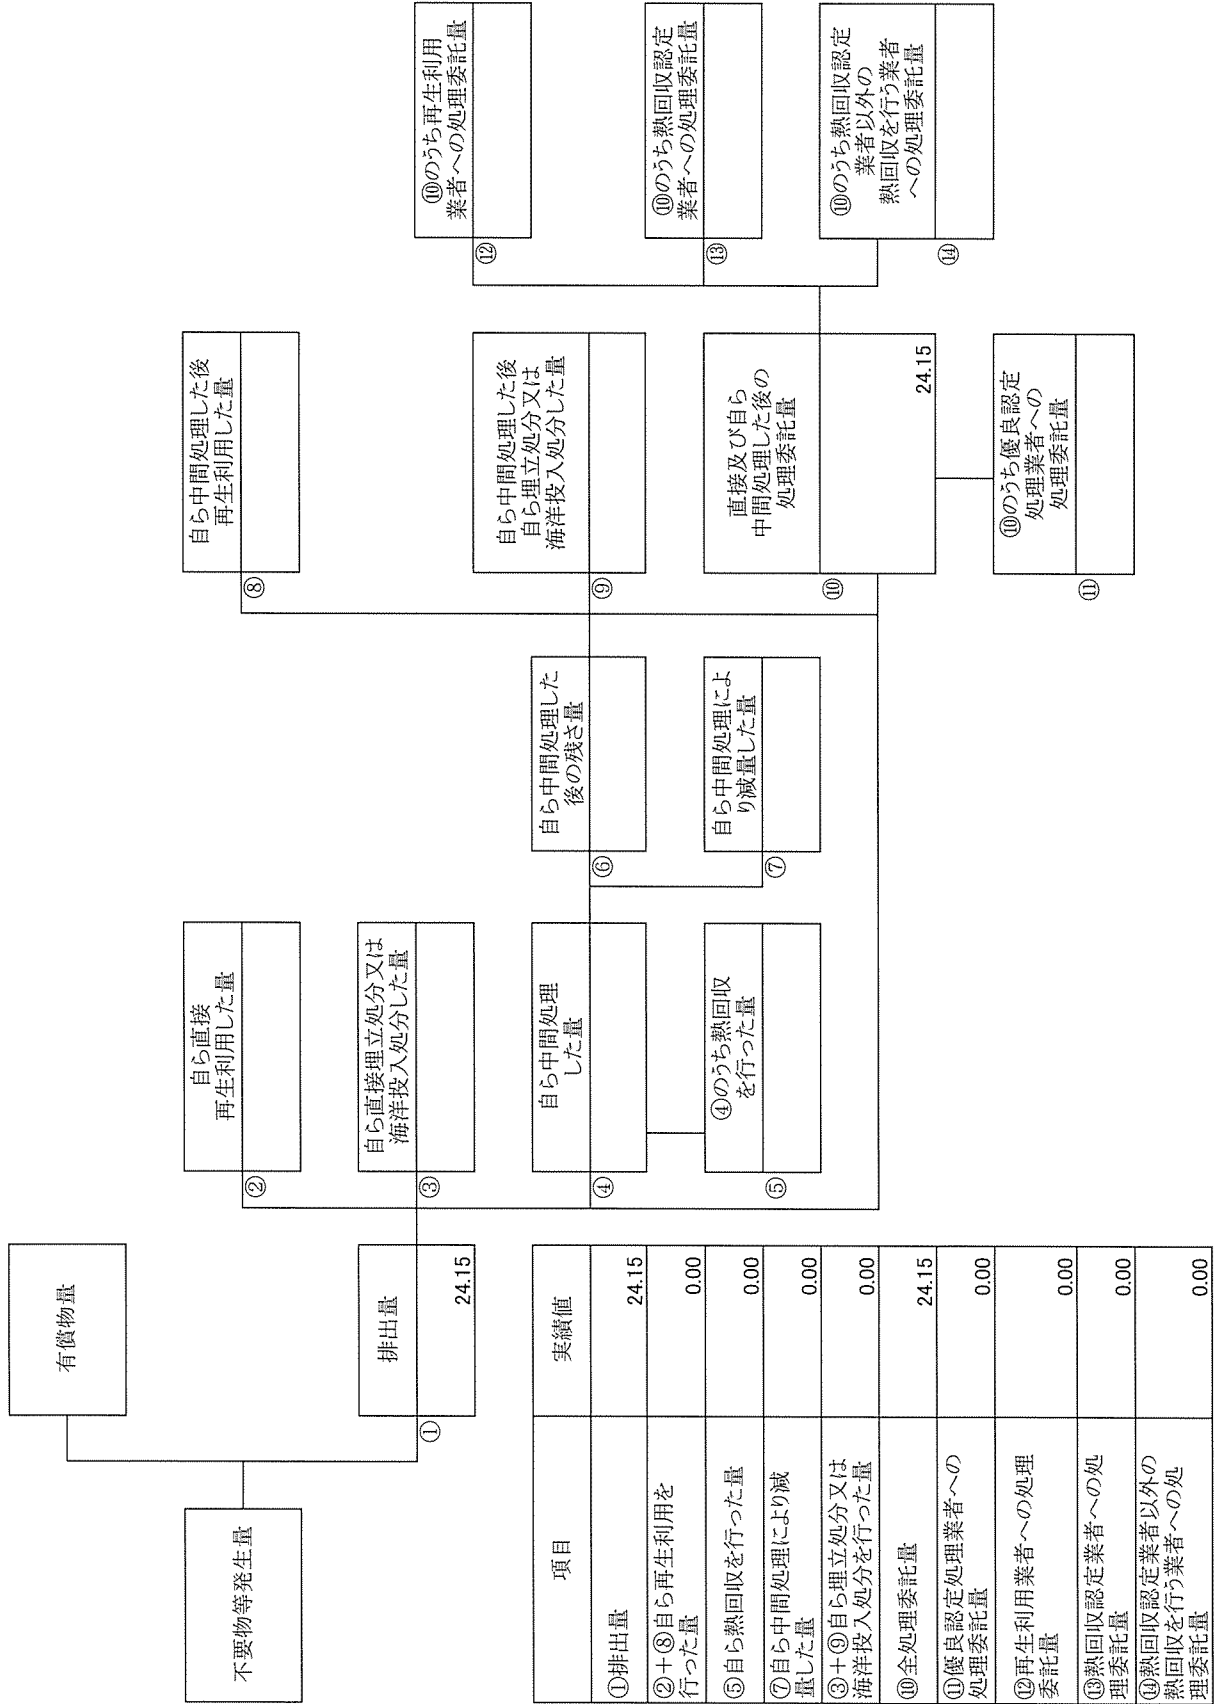 不要物等発生量
有償物量
①
排出量
24.15
②
自ら直接
再生利用した量
③
自ら直接埋立処分又は
海洋投入処分した量
④
自ら中間処理
した量
⑤
④のうち熱回収
を行った量
⑥
自ら中間処理した
後の残さ量
⑦
自ら中間処理によ
り減量した量
⑧
自ら中間処理した後
再生利用した量
⑨
自ら中間処理した後
自ら埋立処分又は
海洋投入処分した量
⑩
直接及び自ら
中間処理した後の
処理委託量
24.15
⑪
⑩のうち優良認定
処理業者への
処理委託量
⑫
⑩のうち再生利用
業者への処理委託量
⑬
⑩のうち熱回収認定
業者への処理委託量
⑭
⑩のうち熱回収認定
業者以外の
熱回収を行う業者
への処理委託量
項目 実績値
①排出量 24.15
②+⑧自ら再生利用を
行った量 0.00
⑤自ら熱回収を行った量 0.00
⑦自ら中間処理により減
量した量 0.00
③+⑨自ら埋立処分又は
海洋投入処分を行った量 0.00
⑩全処理委託量 24.15
⑪優良認定処理業者への
処理委託量 0.00
⑫再生利用業者への処理
委託量 0.00
⑬熱回収認定業者への処
理委託量 0.00
⑭熱回収認定業者以外の
熱回収を行う業者への処
理委託量 0.00